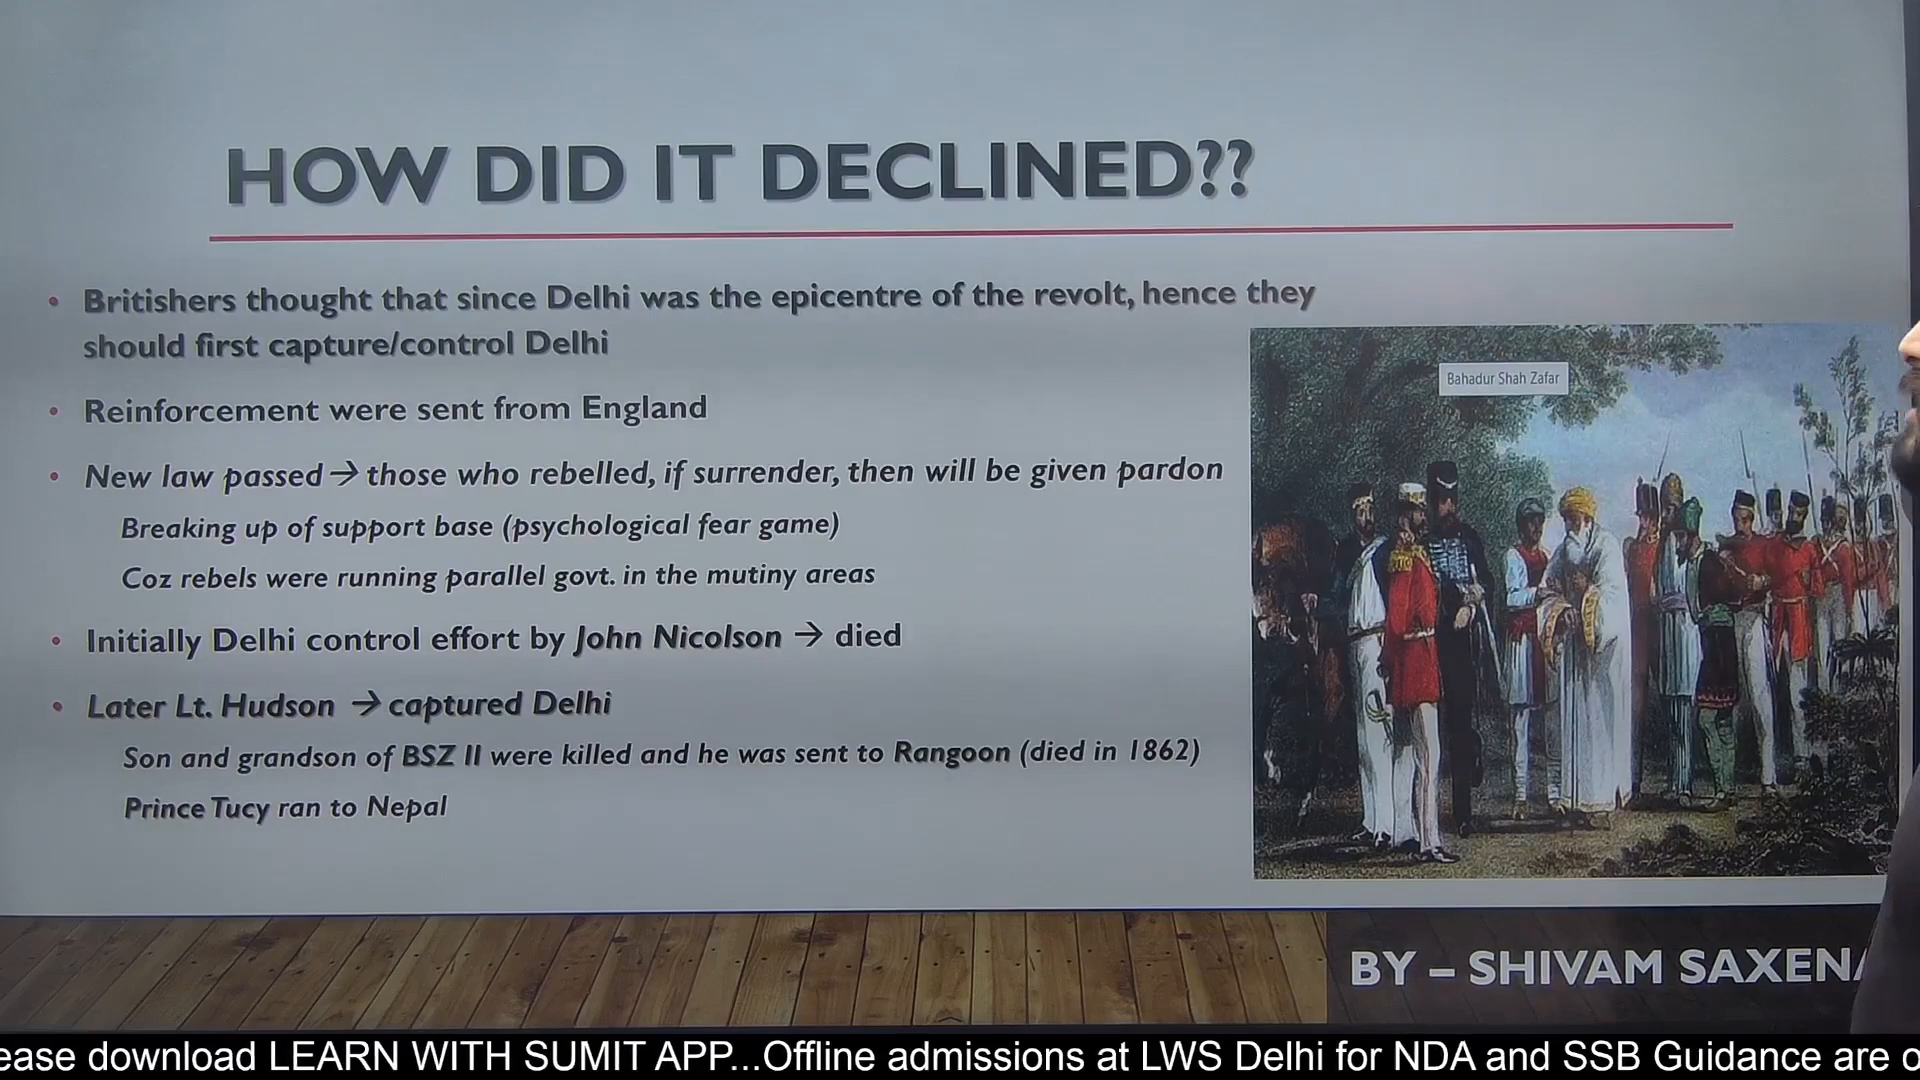 HOW DID IT DECLINED??
• Britishers thought that since Delhi was the epicentre of the revolt, hence they
should first capture/control Delhi
• Reinforcement were sent from England
• New law passed → those who rebelled, if surrender, then will be given pardon
Breaking up of support base (psychological fear game)
Coz rebels were running parallel govt. in the mutiny areas
• Initially Delhi control effort by John Nicolson → died
• Later Lt. Hudson → captured Delhi
Son and grandson of BSZ II were killed and he was sent to Rangoon (died in 1862)
Prince Tucy ran to Nepal
Bahadur Shah Zafar
BY – SHIVAM SAXENA
ease download LEARN WITH SUMIT APP...Offline admissions at LWS Delhi for NDA and SSB Guidance are o